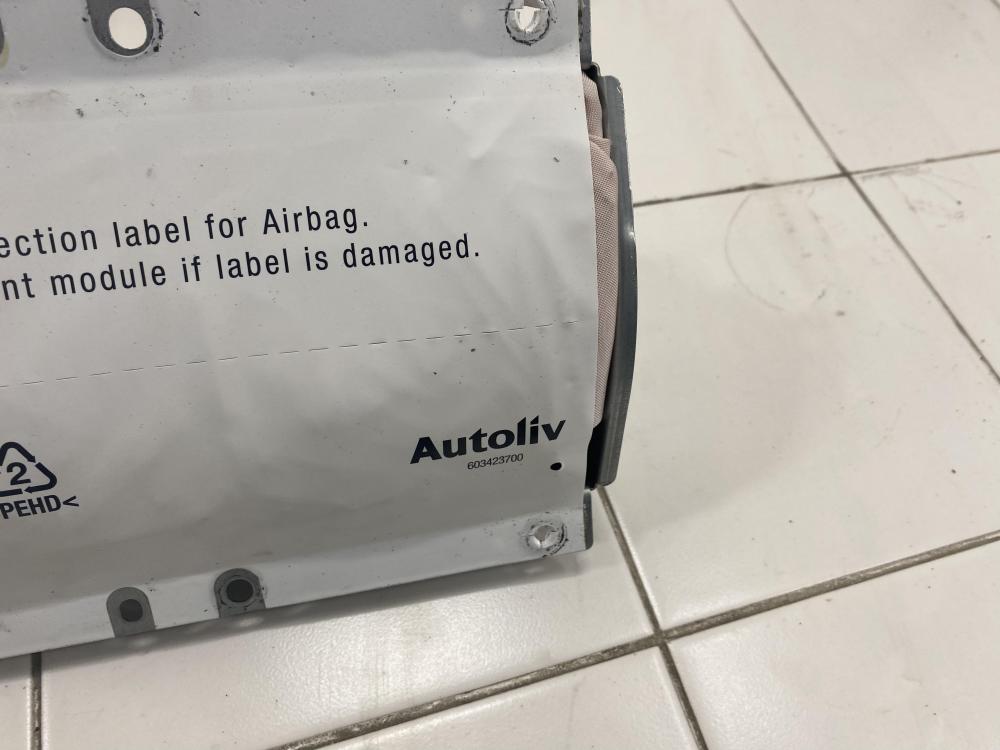 ection label for Airbag.
nt module if label is damaged.
Autoliv
603423700
2
PEHD<